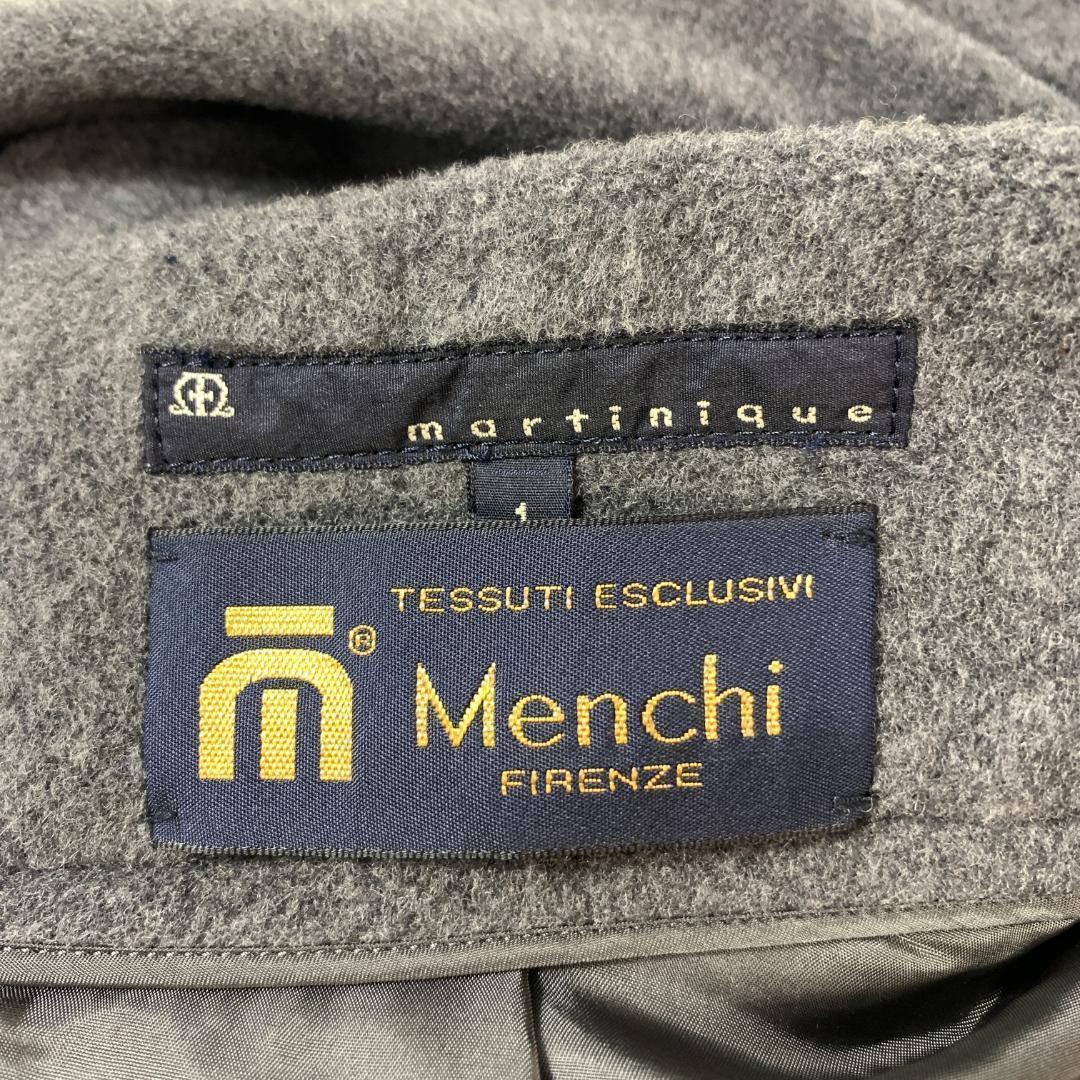 martinique
1
TESSUTI ESCLUSIVI
®
Menchi
FIRENZE